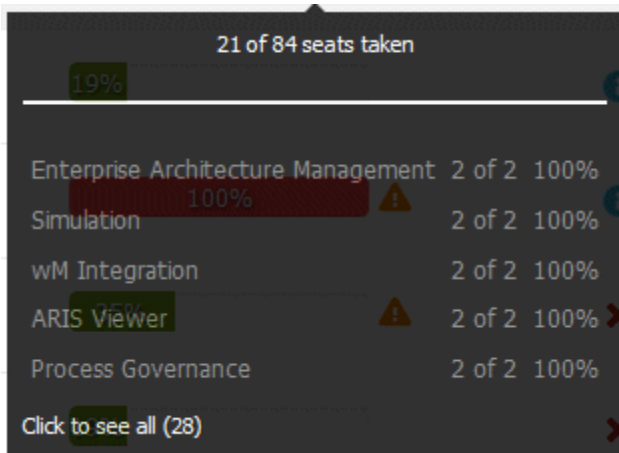 21 of 84 seats taken
19%
Enterprise Architecture Management 2 of 2 100%
100%
Simulation 2 of 2 100%
wM Integration 2 of 2 100%
ARIS Viewer 2 of 2 100%
Process Governance 2 of 2 100%
Click to see all (28)